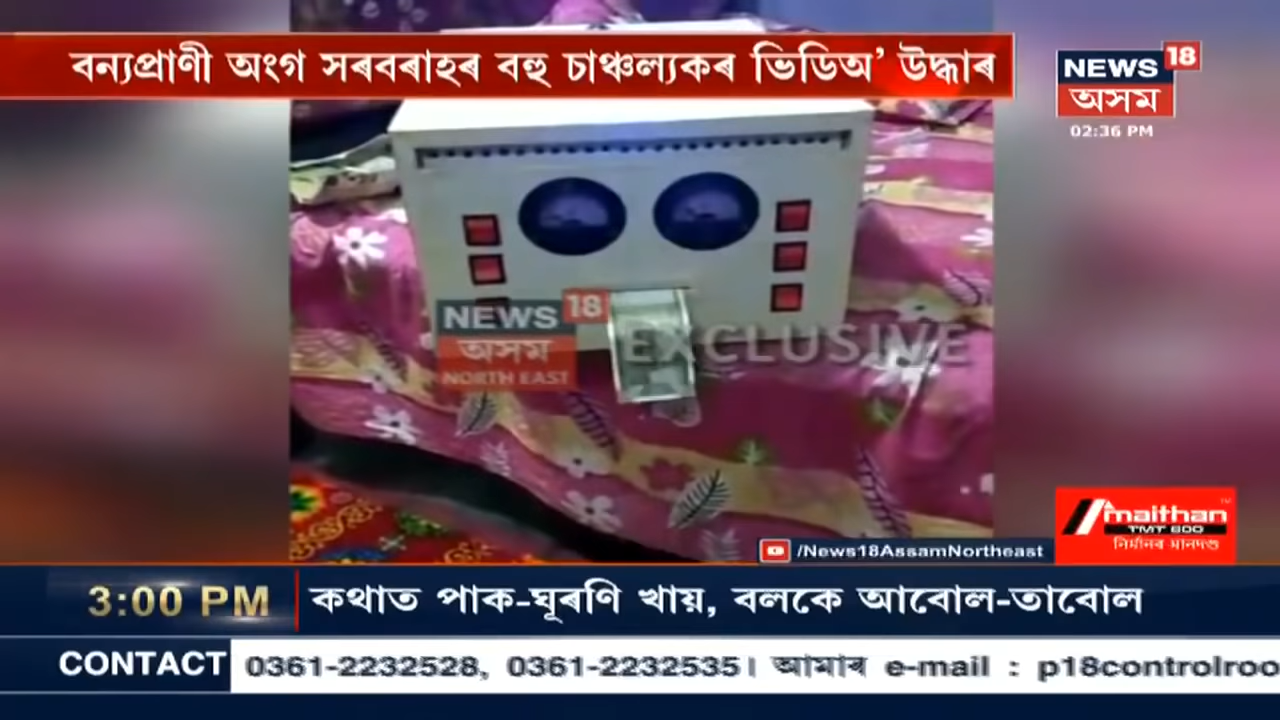 বন্যপ্ৰাণী অংগ সৰবৰাহৰ বহু চাঞ্চল্যকৰ ভিডিঅ' উদ্ধাৰ
NEWS 18
অসম
02:36 PM
NEWS 18
অসম
NORTH EAST
EXCLUSIVE
maithan
TMT 600
নিৰ্মানৰ মানদণ্ড
/News18AssamNortheast
3:00 PM কথাত পাক-ঘূৰণি খায়, বলকে আবোল-তাবোল
CONTACT 0361-2232528, 0361-2232535। আমাৰ e-mail : p18controlroo